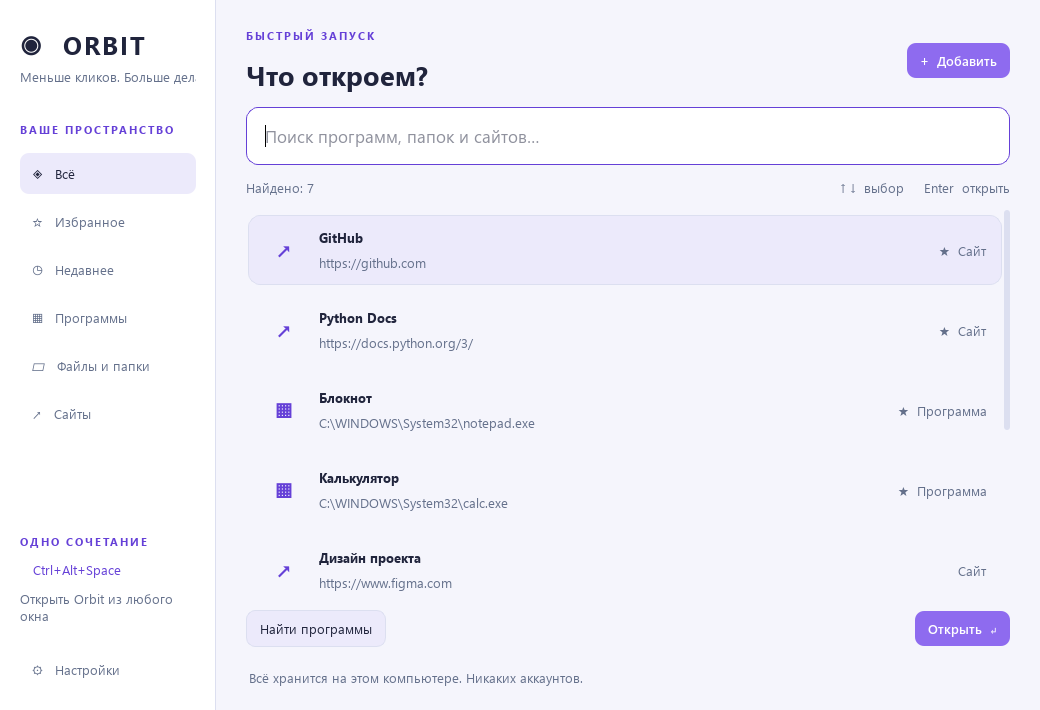 ◉ ORBIT
Меньше кликов. Больше дел
ВАШЕ ПРОСТРАНСТВО
◈ Всё
☆ Избранное
◷ Недавнее
▦ Программы
▱ Файлы и папки
↗ Сайты
ОДНО СОЧЕТАНИЕ
Ctrl+Alt+Space
Открыть Orbit из любого
окна
⚙ Настройки
БЫСТРЫЙ ЗАПУСК
Что откроем?
+ Добавить
Поиск программ, папок и сайтов...
Найдено: 7
↑↓ выбор Enter открыть
GitHub
https://github.com
★ Сайт
Python Docs
https://docs.python.org/3/
★ Сайт
Блокнот
C:\WINDOWS\System32\notepad.exe
★ Программа
Калькулятор
C:\WINDOWS\System32\calc.exe
★ Программа
Дизайн проекта
https://www.figma.com
Сайт
Найти программы
Открыть ↵
Всё хранится на этом компьютере. Никаких аккаунтов.